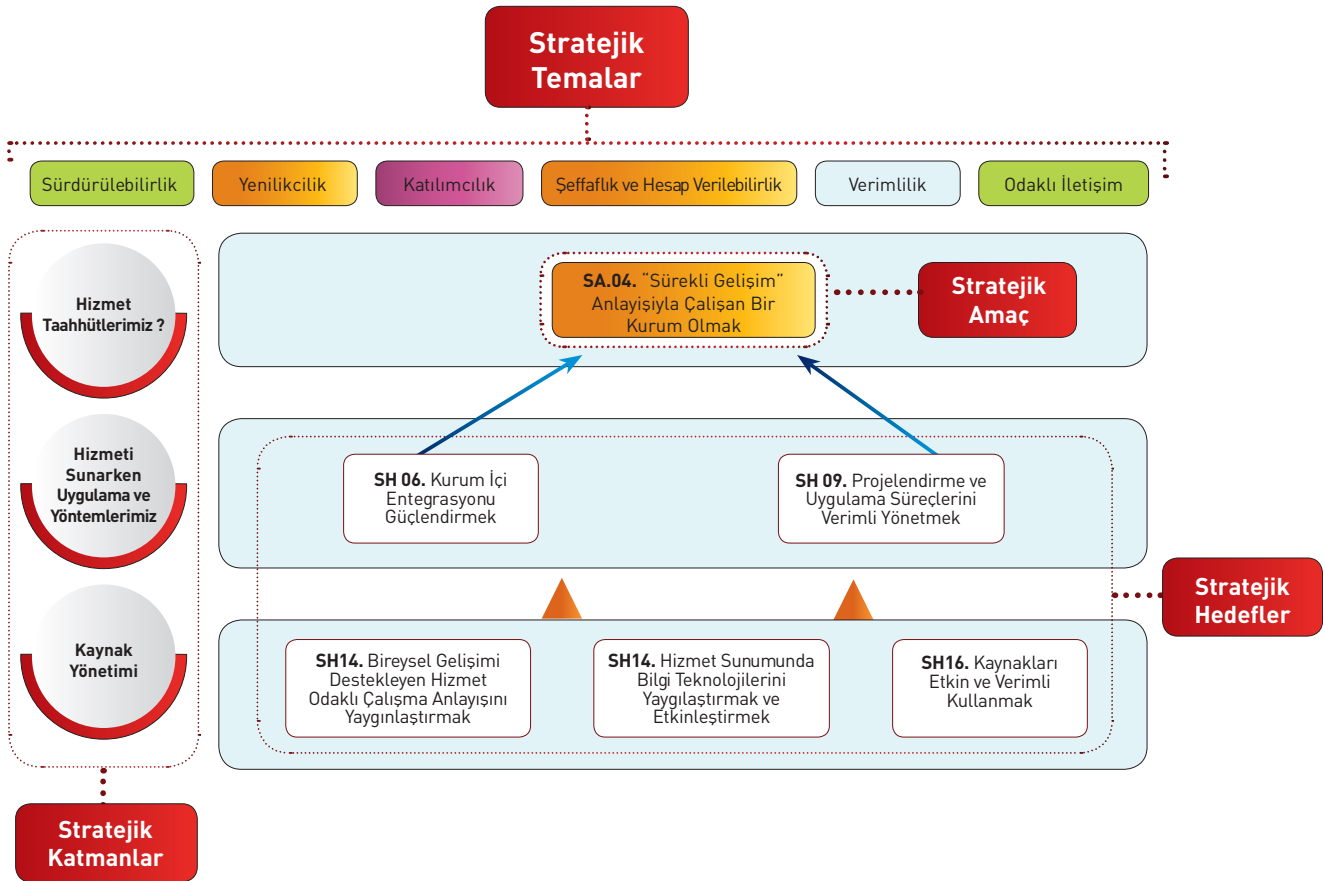 Stratejik
Temalar
Sürdürülebilirlik
Yenilikcilik
Katılımcılık
Şeffaflık ve Hesap Verilebilirlik
Verimlilik
Odaklı İletişim
Hizmet
Taahhütlerimiz ?
SA.04. “Sürekli Gelişim”
Anlayişiyla Çalişan Bir
Kurum Olmak
Stratejik
Amaç
Hizmeti
Sunarken
Uygulama ve
Yöntemlerimiz
SH 06. Kurum İçi
Entegrasyonu
Güçlendirmek
SH 09. Projelendirme ve
Uygulama Süreçlerini
Verimli Yönetmek
Stratejik
Hedefler
Kaynak
Yönetimi
SH14. Bireysel Gelişimi
Destekleyen Hizmet
Odaklı Çalışma Anlayışını
Yaygınlaştırmak
SH14. Hizmet Sunumunda
Bilgi Teknolojilerini
Yaygılaştırmak ve
Etkinleştirmek
SH16. Kaynakları
Etkin ve Verimli
Kullanmak
Stratejik
Katmanlar